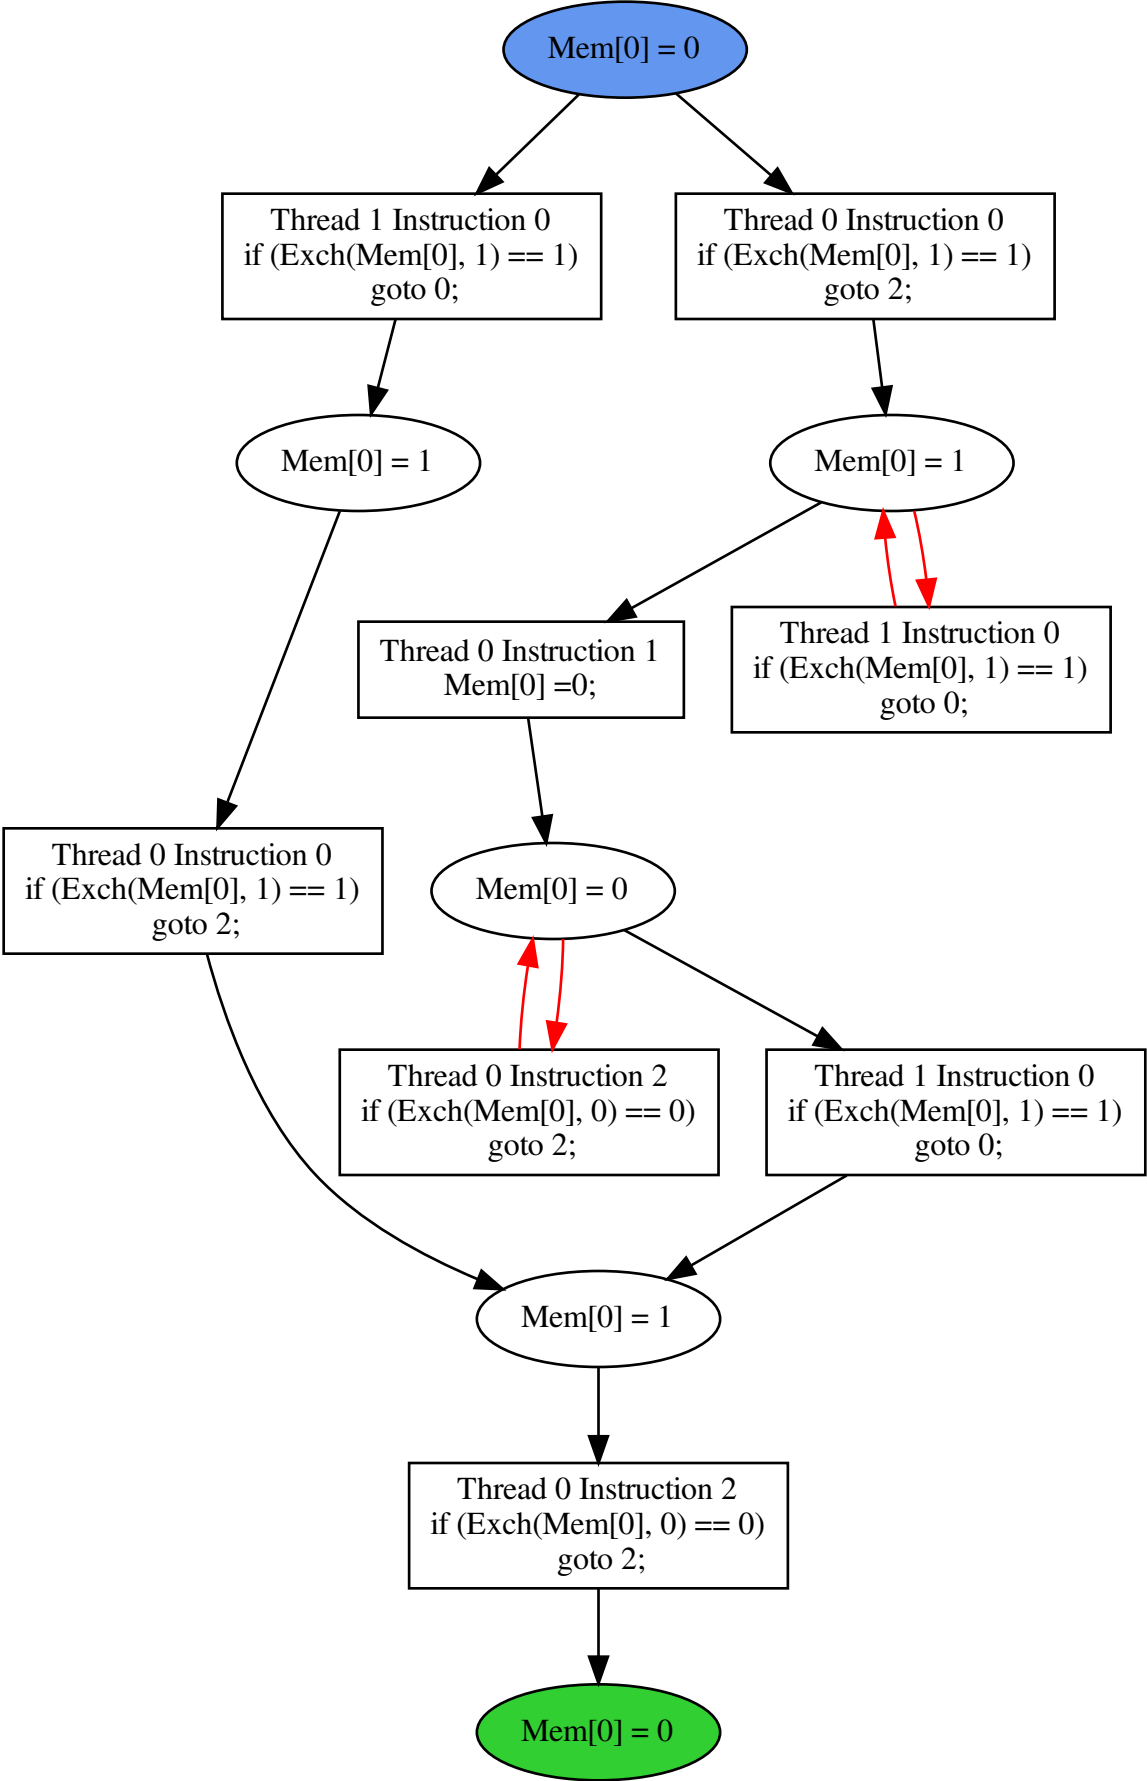 Mem[0] = 0
Thread 1 Instruction 0
if (Exch(Mem[0], 1) == 1)
goto 0;
Thread 0 Instruction 0
if (Exch(Mem[0], 1) == 1)
goto 2;
Mem[0] = 1
Mem[0] = 1
Thread 0 Instruction 1
Mem[0] =0;
Thread 1 Instruction 0
if (Exch(Mem[0], 1) == 1)
goto 0;
Thread 0 Instruction 0
if (Exch(Mem[0], 1) == 1)
goto 2;
Mem[0] = 0
Thread 0 Instruction 2
if (Exch(Mem[0], 0) == 0)
goto 2;
Thread 1 Instruction 0
if (Exch(Mem[0], 1) == 1)
goto 0;
Mem[0] = 1
Thread 0 Instruction 2
if (Exch(Mem[0], 0) == 0)
goto 2;
Mem[0] = 0